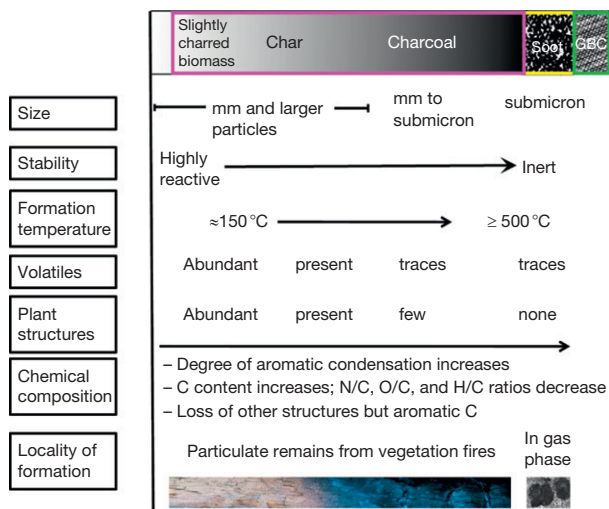 Slightly
charred
biomass
Char
Charcoal
Soot
GBC
Size
mm and larger
particles
mm to
submicron
submicron
Stability
Highly
reactive
Inert
Formation
temperature
≈150 °C
≥ 500 °C
Volatiles
Abundant present traces traces
Plant
structures
Abundant present few none
Chemical
composition
– Degree of aromatic condensation increases
– C content increases; N/C, O/C, and H/C ratios decrease
– Loss of other structures but aromatic C
Locality of
formation
Particulate remains from vegetation fires
In gas
phase